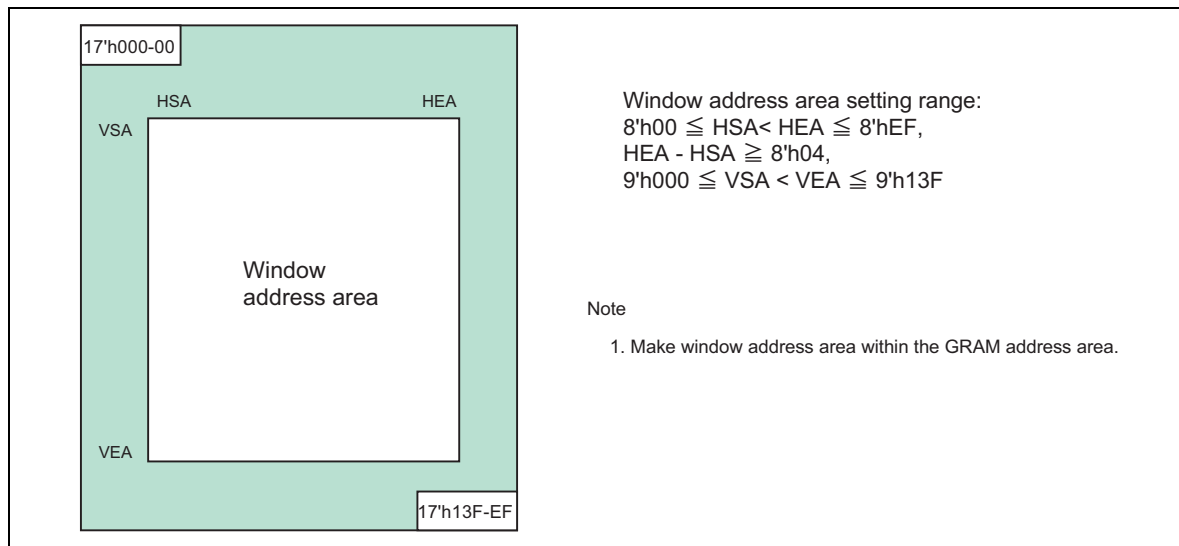 17'h000-00
HSA
HEA
VSA
Window
address area
VEA
17'h13F-EF
Window address area setting range:
8'h00 ≦ HSA< HEA ≦ 8'hEF,
HEA - HSA ≧ 8'h04,
9'h000 ≦ VSA < VEA ≦ 9'h13F
Note
1. Make window address area within the GRAM address area.